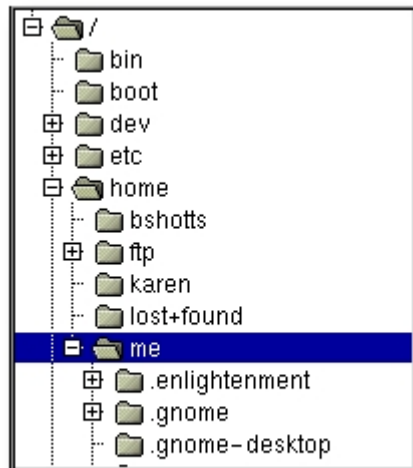 /
bin
boot
dev
etc
home
bshotts
ftp
karen
lost+found
me
.enlightenment
.gnome
.gnome-desktop